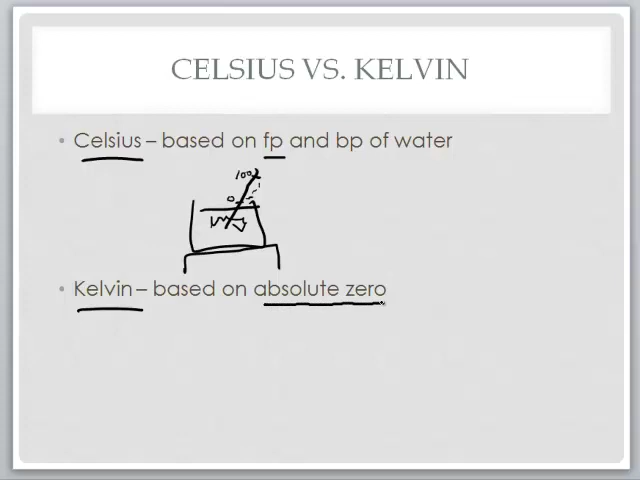 CELSIUS VS. KELVIN
• Celsius – based on fp and bp of water
100
0
• Kelvin – based on absolute zero